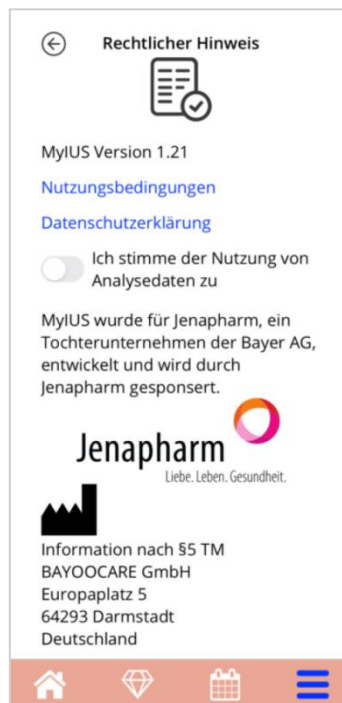 Rechtlicher Hinweis
MyIUS Version 1.21
Nutzungsbedingungen
Datenschutzerklärung
Ich stimme der Nutzung von
Analysedaten zu
MyIUS wurde für Jenapharm, ein
Tochterunternehmen der Bayer AG,
entwickelt und wird durch
Jenapharm gesponsert.
Jenapharm
Liebe. Leben. Gesundheit.
Information nach §5 TM
BAYOOCARE GmbH
Europaplatz 5
64293 Darmstadt
Deutschland